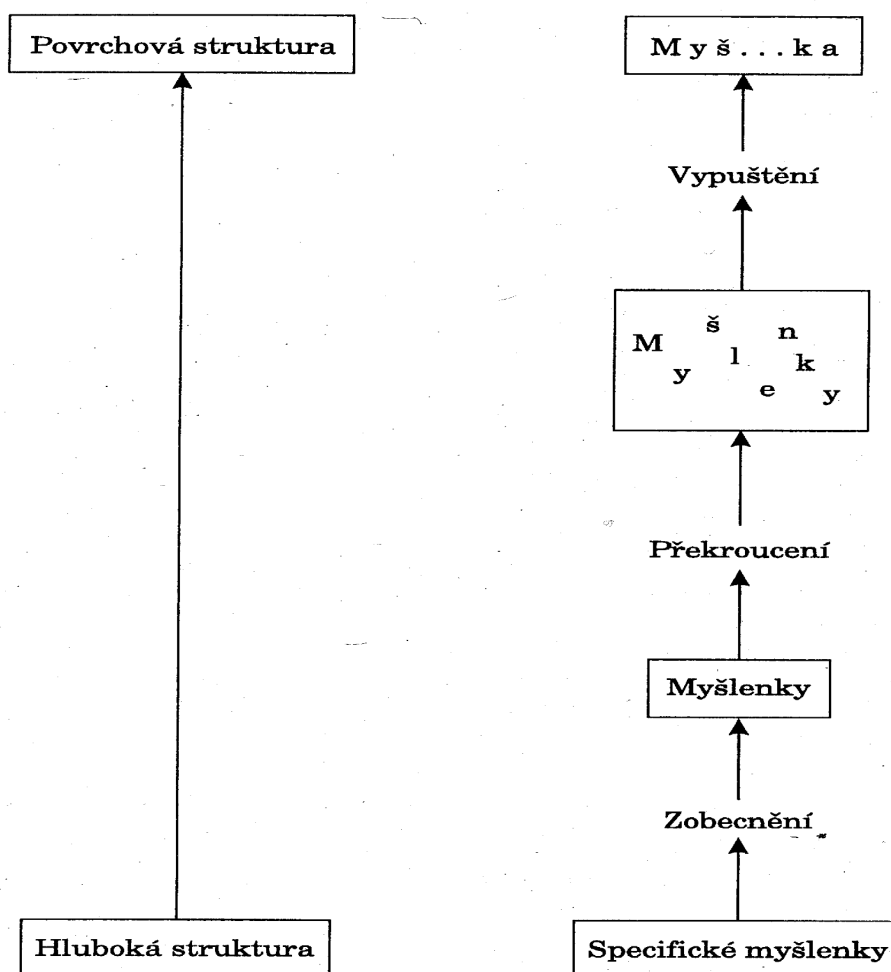 Povrchová struktura
M y š . . . k a
Vypuštění
M y š l e n k y
Překroucení
Myšlenky
Zobecnění
Hluboká struktura
Specifické myšlenky